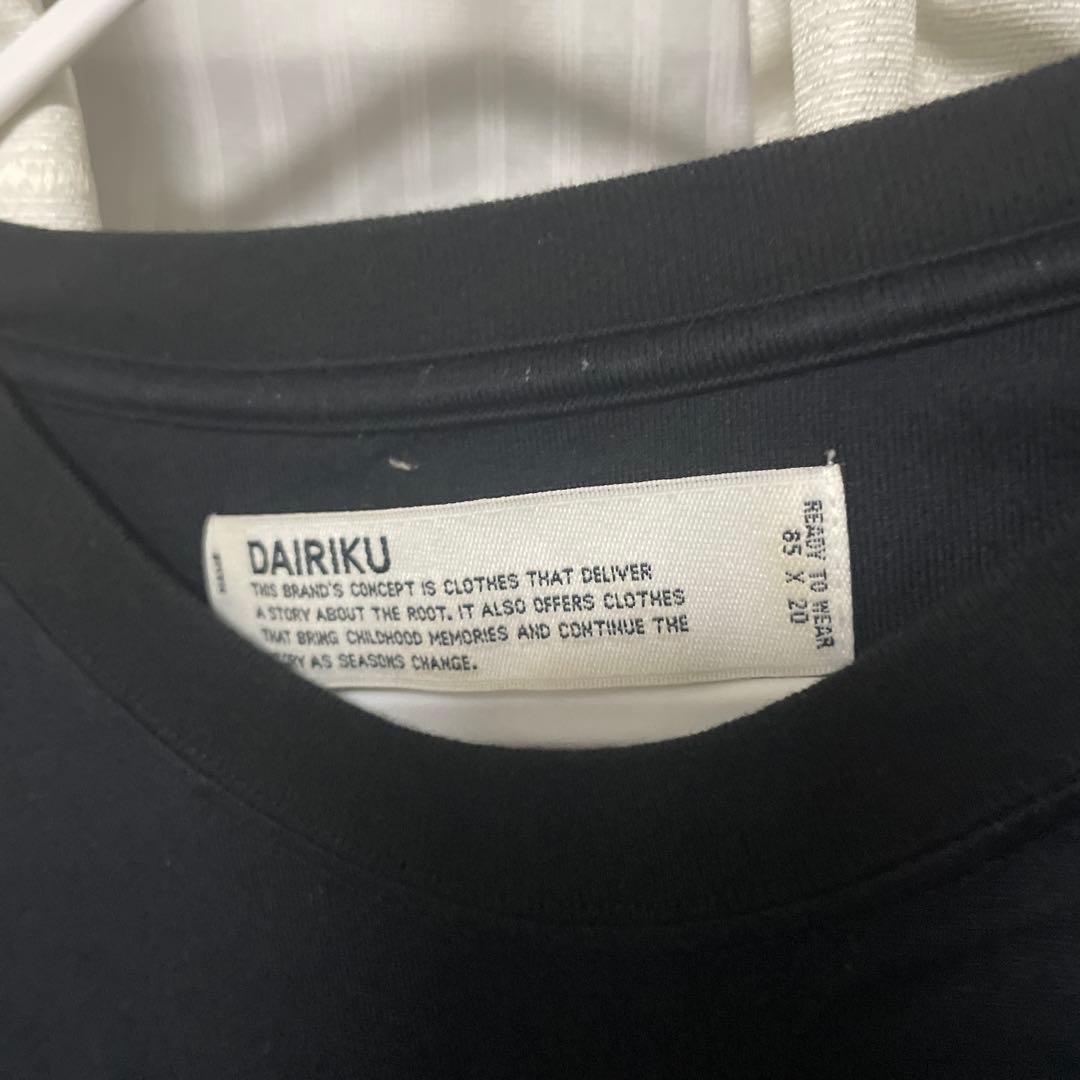 DAIRIKU
THIS BRAND'S CONCEPT IS CLOTHES THAT DELIVER
A STORY ABOUT THE ROOT. IT ALSO OFFERS CLOTHES
THAT BRING CHILDHOOD MEMORIES AND CONTINUE THE
AS SEASONS CHANGE.
READY TO WEAR
65 X 20